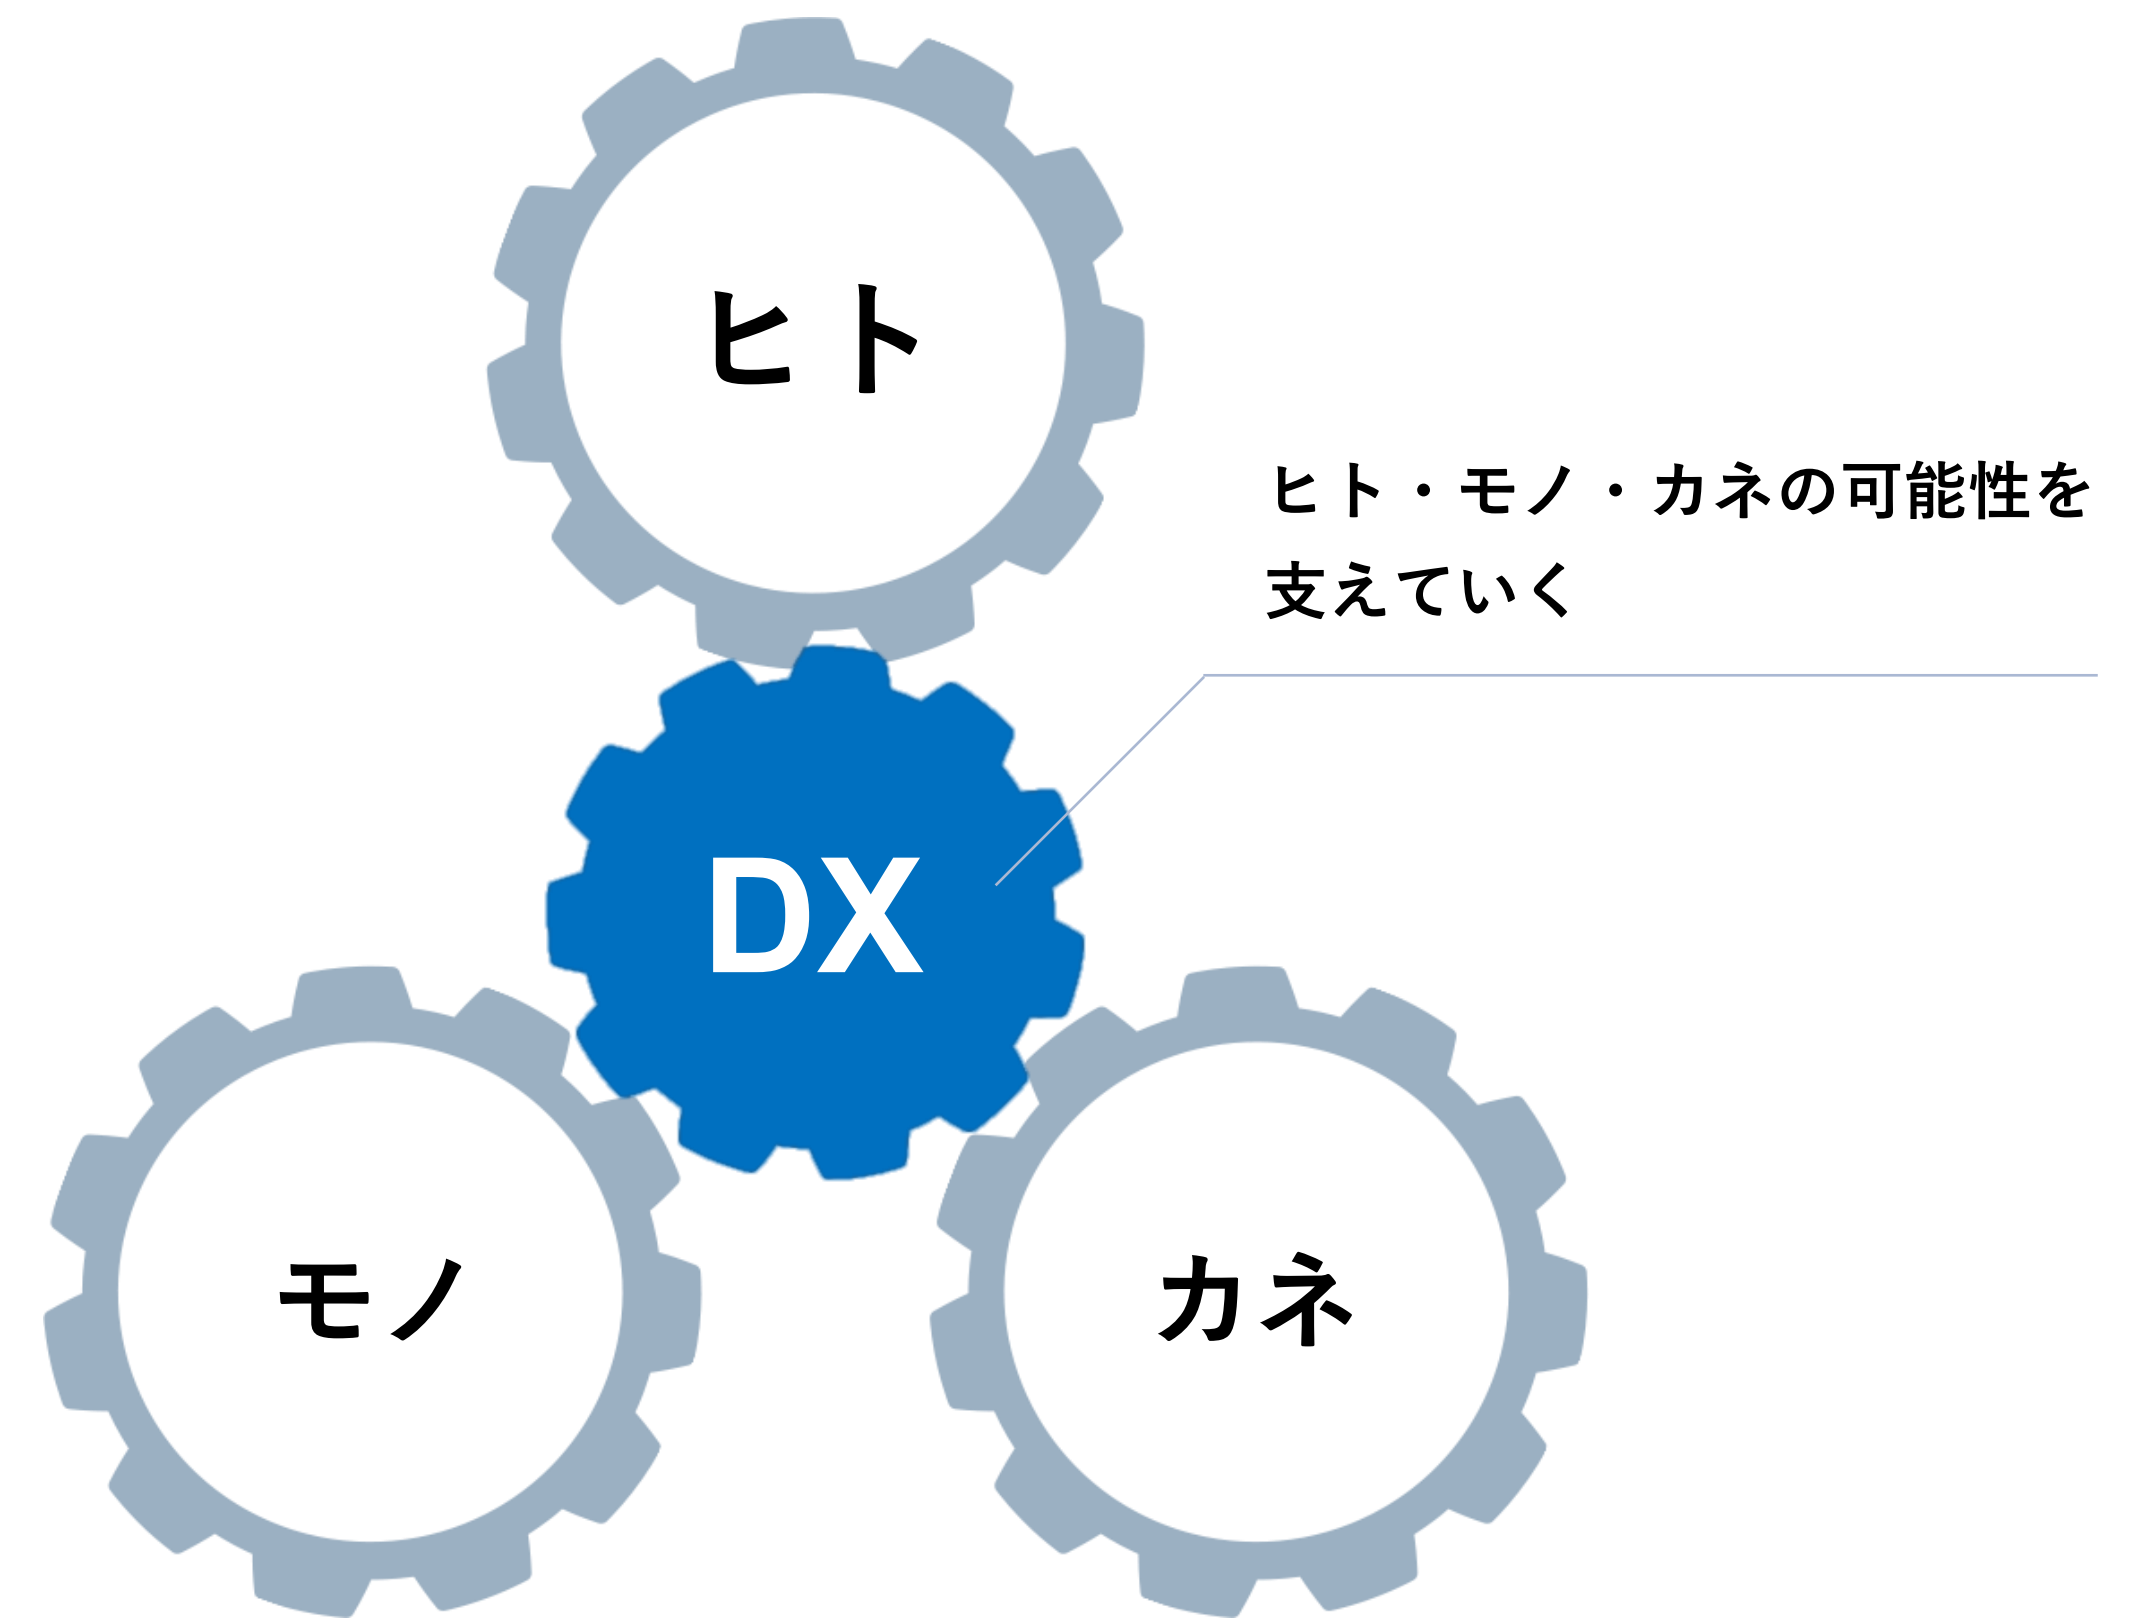 ヒト
ヒト・モノ・カネの可能性を
支えていく
DX
モノ
カネ